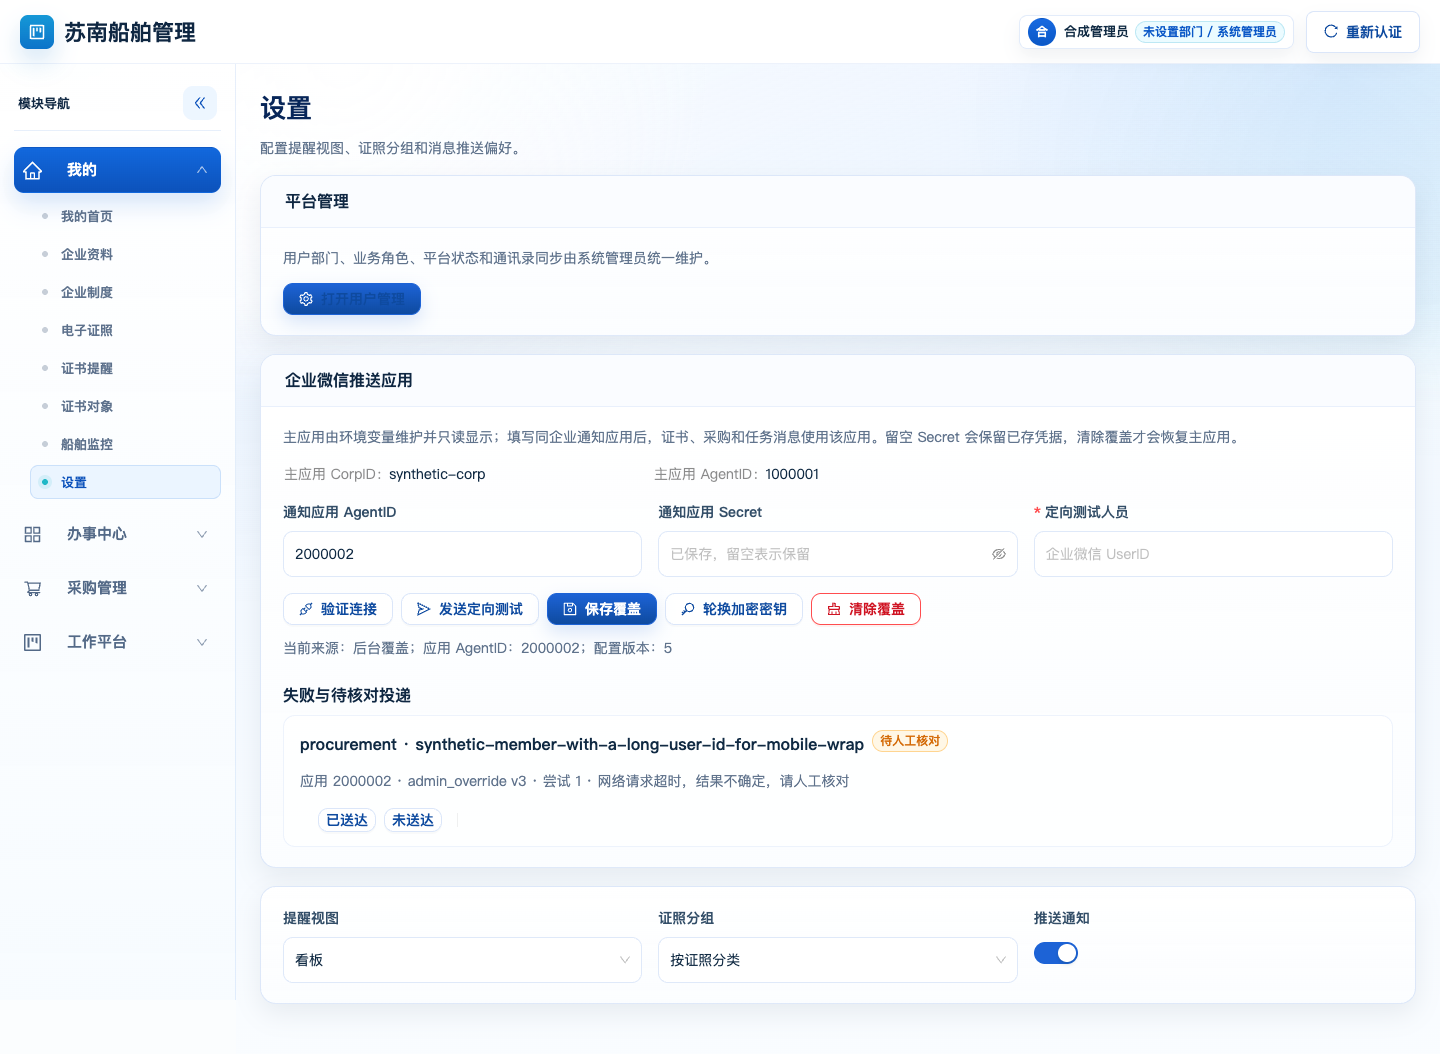 苏南船舶管理
合 合成管理员 未设置部门 / 系统管理员 重新认证
模块导航
我的
我的首页
企业资料
企业制度
电子证照
证书提醒
证书对象
船舶监控
设置
办事中心
采购管理
工作平台
设置
配置提醒视图、证照分组和消息推送偏好。
平台管理
用户部门、业务角色、平台状态和通讯录同步由系统管理员统一维护。
打开用户管理
企业微信推送应用
主应用由环境变量维护并只读显示；填写同企业通知应用后，证书、采购和任务消息使用该应用。留空 Secret 会保留已存凭据，清除覆盖才会恢复主应用。
主应用 CorpID：synthetic-corp 主应用 AgentID：1000001
通知应用 AgentID 通知应用 Secret * 定向测试人员
2000002 已保存，留空表示保留 企业微信 UserID
验证连接 发送定向测试 保存覆盖 轮换加密密钥 清除覆盖
当前来源：后台覆盖；应用 AgentID：2000002；配置版本：5
失败与待核对投递
procurement · synthetic-member-with-a-long-user-id-for-mobile-wrap 待人工核对
应用 2000002 · admin_override v3 · 尝试 1 · 网络请求超时，结果不确定，请人工核对
已送达 未送达
提醒视图 证照分组 推送通知
看板 按证照分类